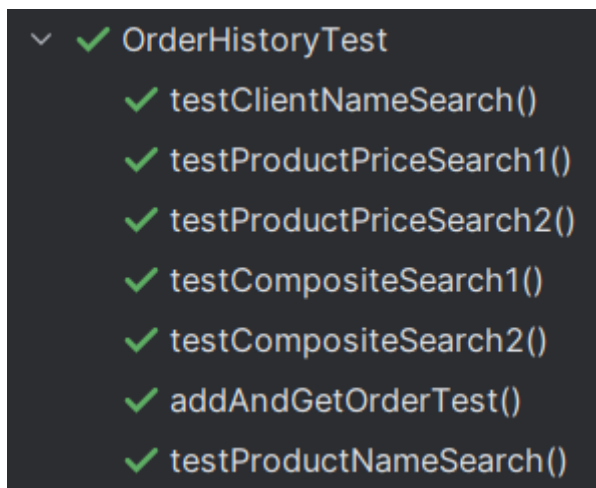 OrderHistoryTest
testClientNameSearch()
testProductPriceSearch1()
testProductPriceSearch2()
testCompositeSearch1()
testCompositeSearch2()
addAndGetOrderTest()
testProductNameSearch()